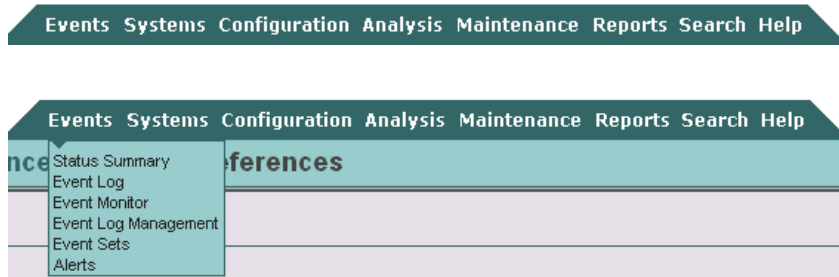 Events Systems Configuration Analysis Maintenance Reports Search Help
Events Systems Configuration Analysis Maintenance Reports Search Help
Status Summary
Event Log
Event Monitor
Event Log Management
Event Sets
Alerts